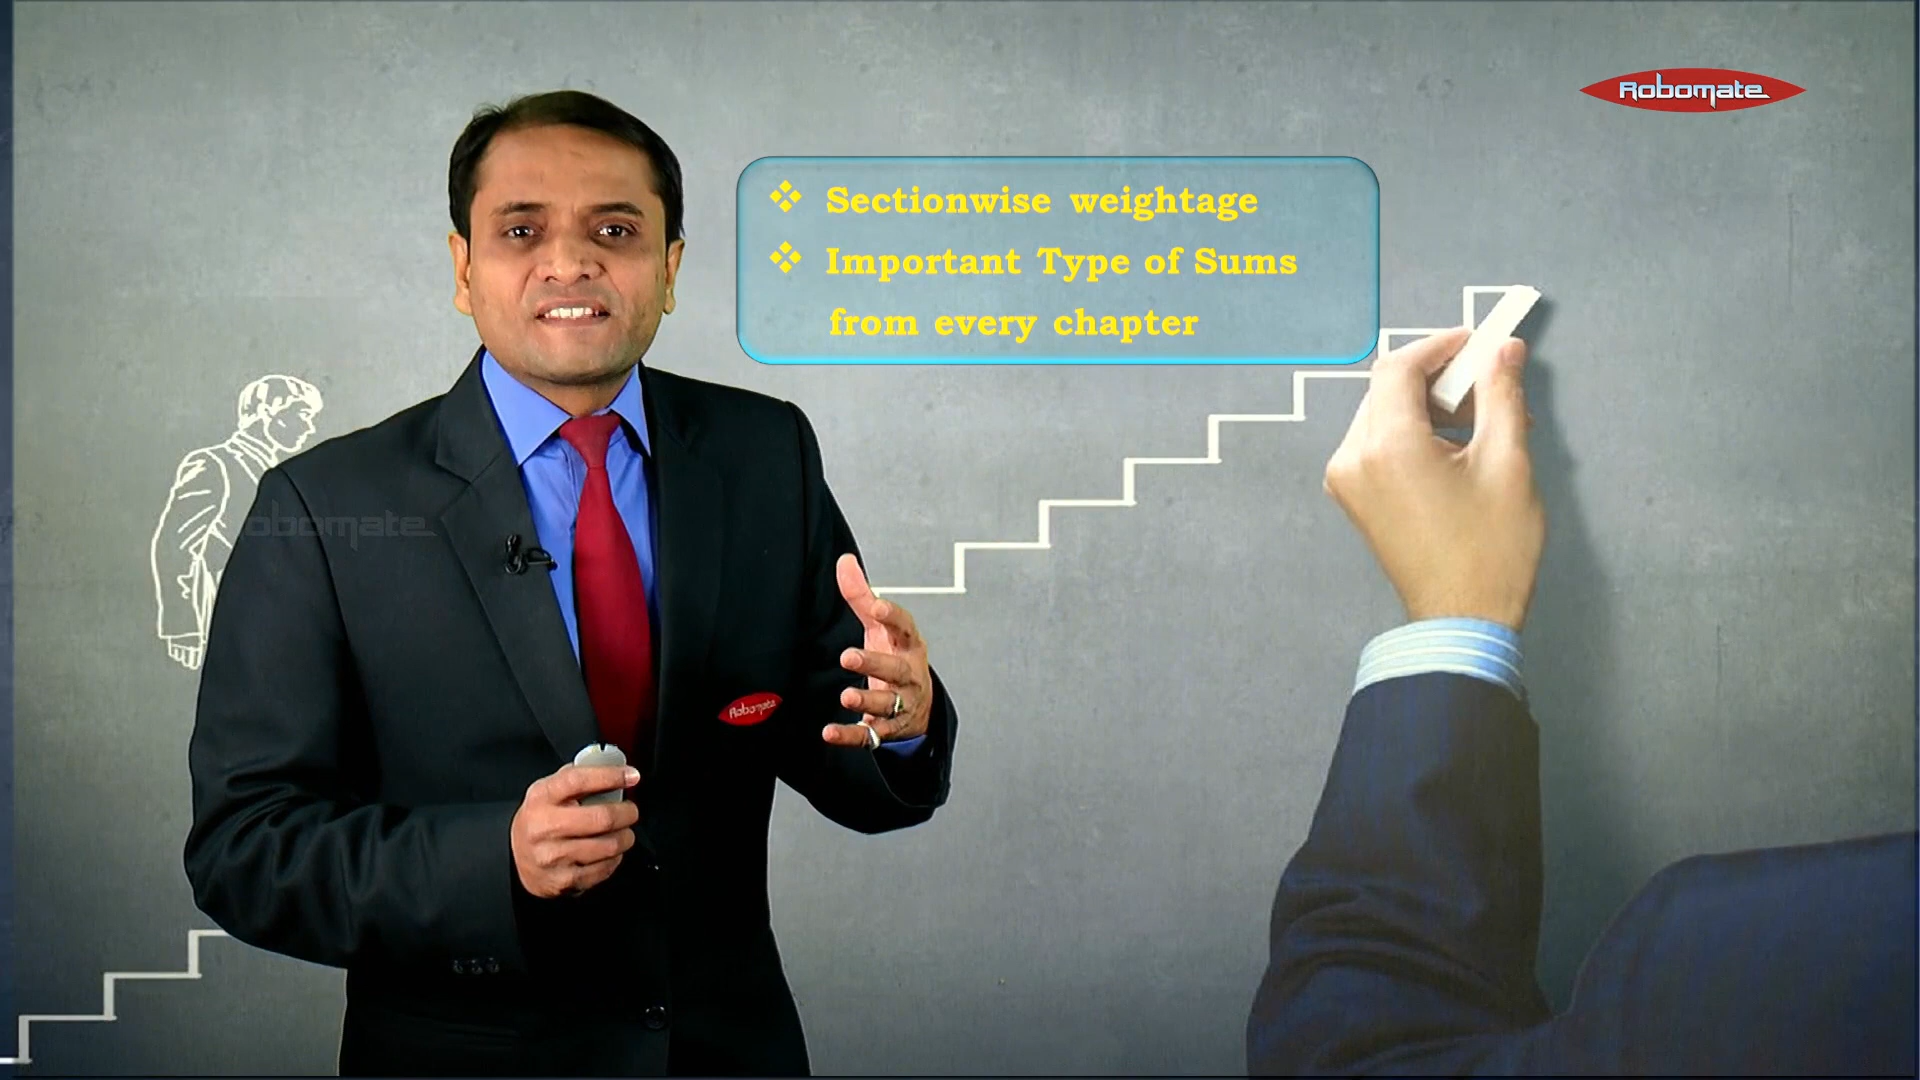 Robomate
❖ Sectionwise weightage
❖ Important Type of Sums
from every chapter
obomate
Robomate